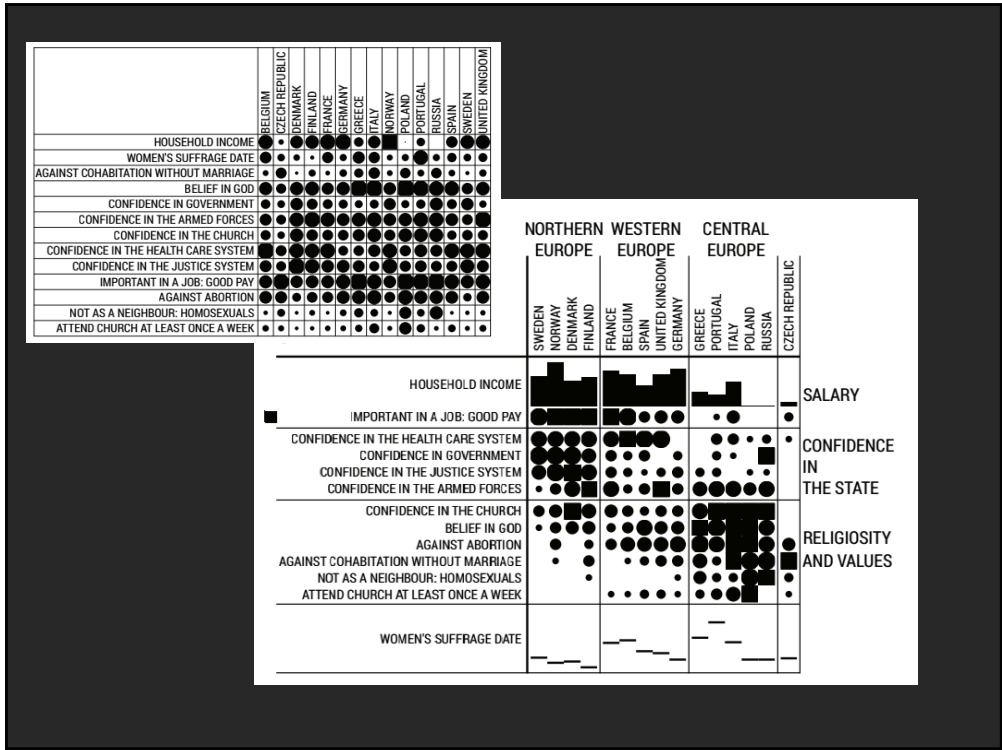 BELGIUM
CZECH REPUBLIC
DENMARK
FINLAND
FRANCE
GERMANY
GREECE
ITALY
NORWAY
POLAND
PORTUGAL
RUSSIA
SPAIN
SWEDEN
UNITED KINGDOM
HOUSEHOLD INCOME
WOMEN'S SUFFRAGE DATE
AGAINST COHABITATION WITHOUT MARRIAGE
BELIEF IN GOD
CONFIDENCE IN GOVERNMENT
CONFIDENCE IN THE ARMED FORCES
CONFIDENCE IN THE CHURCH
CONFIDENCE IN THE HEALTH CARE SYSTEM
CONFIDENCE IN THE JUSTICE SYSTEM
IMPORTANT IN A JOB: GOOD PAY
AGAINST ABORTION
NOT AS A NEIGHBOUR: HOMOSEXUALS
ATTEND CHURCH AT LEAST ONCE A WEEK
NORTHERN EUROPE
WESTERN EUROPE
CENTRAL EUROPE
SWEDEN
NORWAY
DENMARK
FINLAND
FRANCE
BELGIUM
SPAIN
UNITED KINGDOM
GERMANY
GREECE
PORTUGAL
ITALY
POLAND
RUSSIA
CZECH REPUBLIC
HOUSEHOLD INCOME
SALARY
IMPORTANT IN A JOB: GOOD PAY
CONFIDENCE IN THE HEALTH CARE SYSTEM
CONFIDENCE IN GOVERNMENT
CONFIDENCE IN THE JUSTICE SYSTEM
CONFIDENCE IN THE ARMED FORCES
CONFIDENCE
IN
THE STATE
CONFIDENCE IN THE CHURCH
BELIEF IN GOD
AGAINST ABORTION
AGAINST COHABITATION WITHOUT MARRIAGE
NOT AS A NEIGHBOUR: HOMOSEXUALS
ATTEND CHURCH AT LEAST ONCE A WEEK
RELIGIOSITY
AND VALUES
WOMEN'S SUFFRAGE DATE